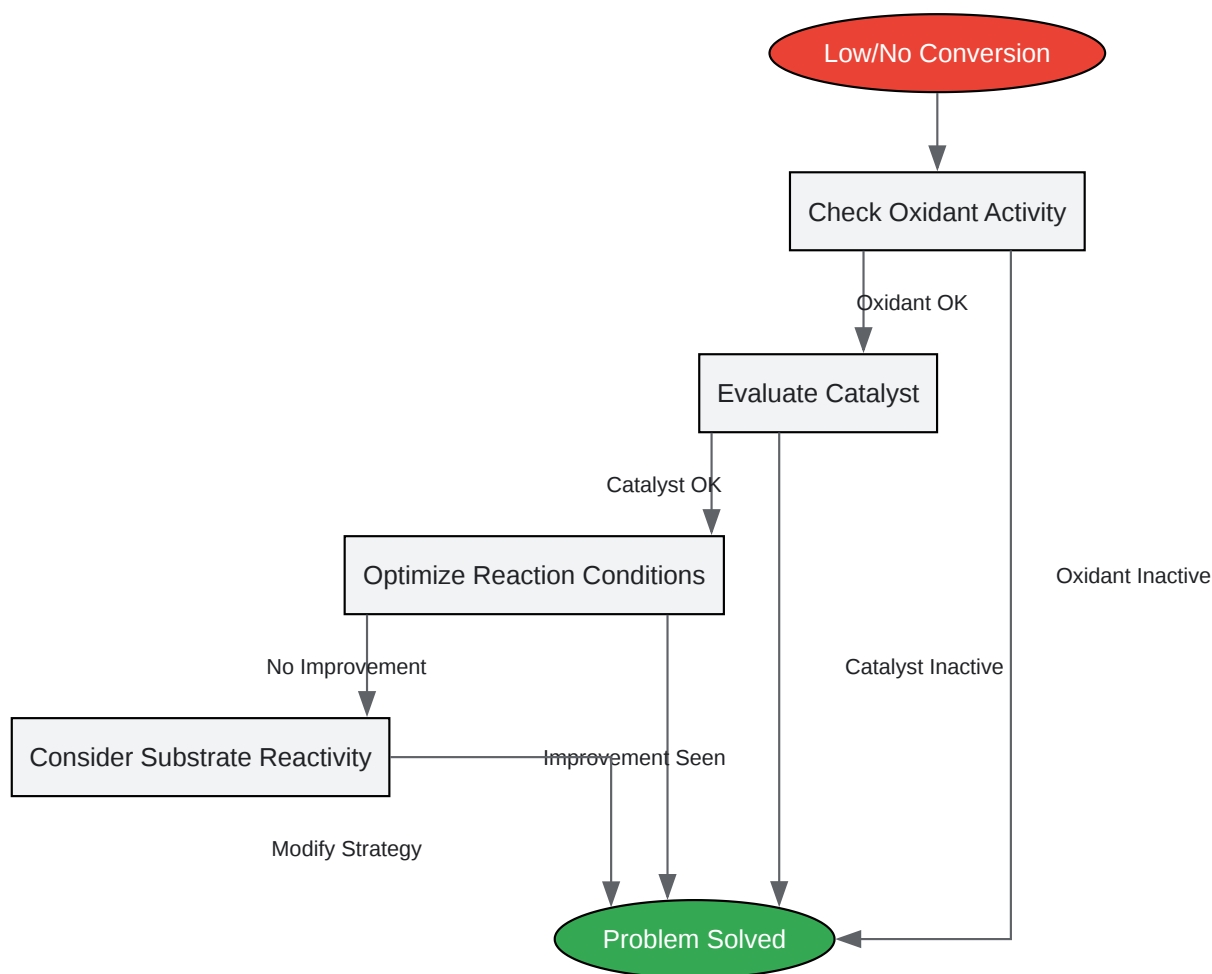 Low/No Conversion
Check Oxidant Activity
Oxidant OK
Evaluate Catalyst
Catalyst OK
Optimize Reaction Conditions
Oxidant Inactive
No Improvement
Catalyst Inactive
Consider Substrate Reactivity
Improvement Seen
Modify Strategy
Problem Solved